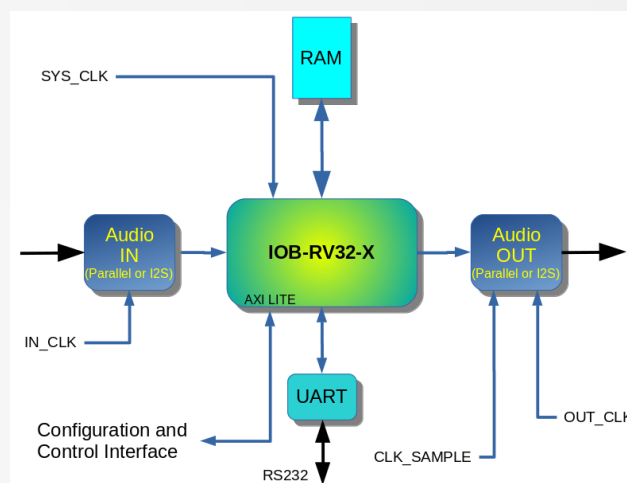 RAM
SYS_CLK
Audio
IN
(Parallel or I2S)
IOB-RV32-X
AXI LITE
Audio
OUT
(Parallel or I2S)
IN_CLK
UART
OUT_CLK
Configuration and
Control Interface
CLK_SAMPLE
RS232